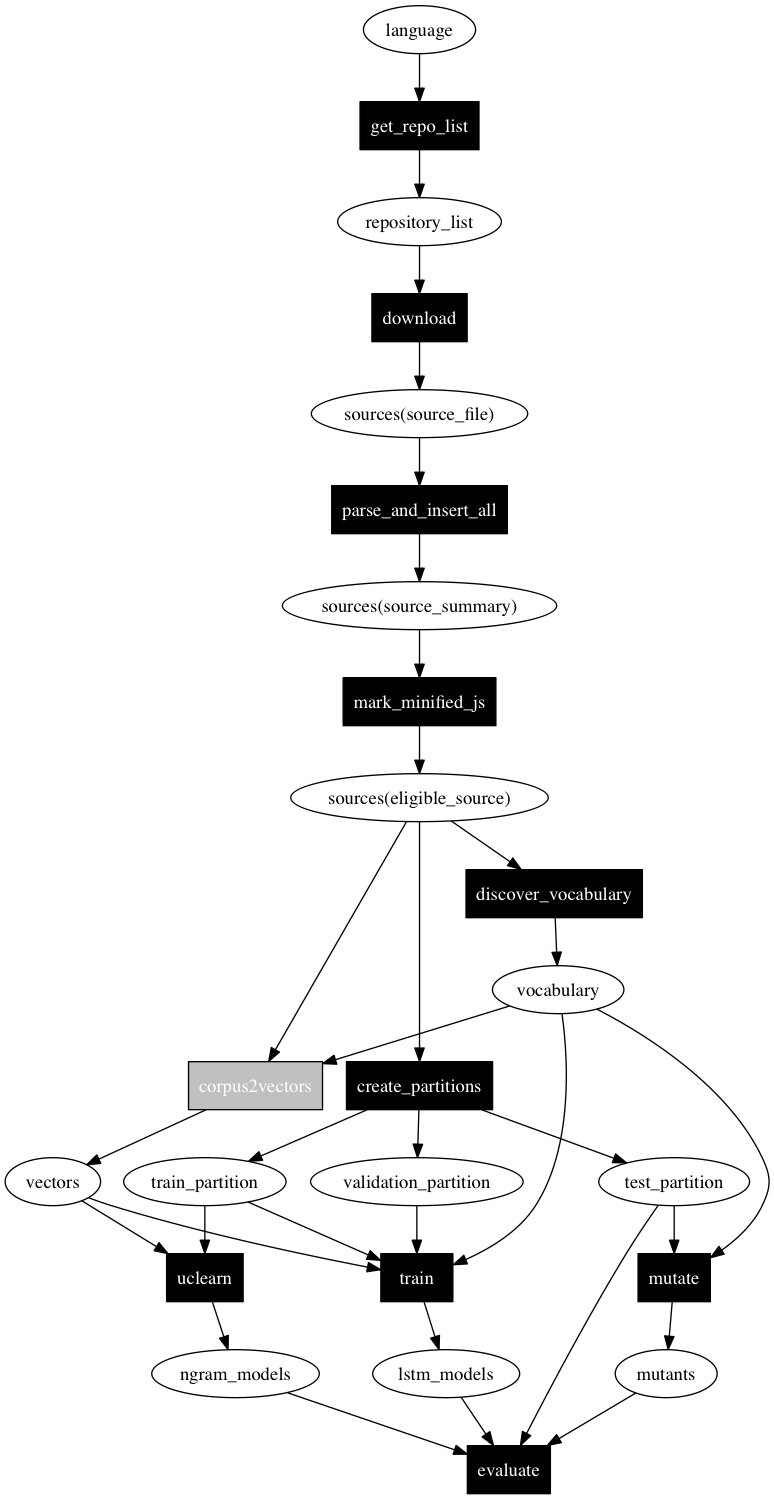 language
get_repo_list
repository_list
download
sources(source_file)
parse_and_insert_all
sources(source_summary)
mark_minified_js
sources(eligible_source)
discover_vocabulary
vocabulary
corpus2vectors
create_partitions
vectors
train_partition
validation_partition
test_partition
uclearn
train
mutate
ngram_models
lstm_models
mutants
evaluate